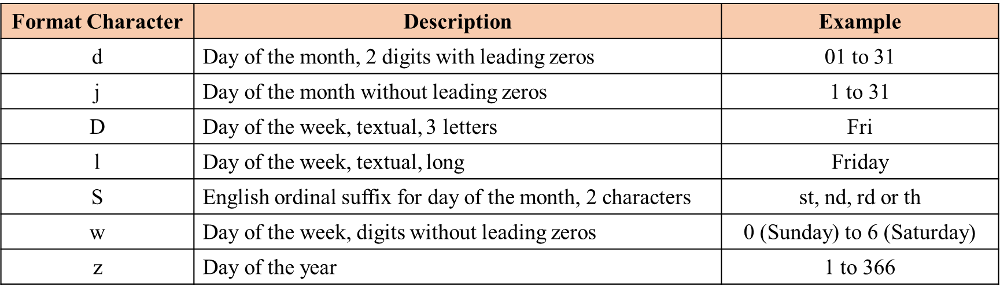 Format Character Description Example
d Day of the month, 2 digits with leading zeros 01 to 31
j Day of the month without leading zeros 1 to 31
D Day of the week, textual, 3 letters Fri
l Day of the week, textual, long Friday
S English ordinal suffix for day of the month, 2 characters st, nd, rd or th
w Day of the week, digits without leading zeros 0 (Sunday) to 6 (Saturday)
z Day of the year 1 to 366